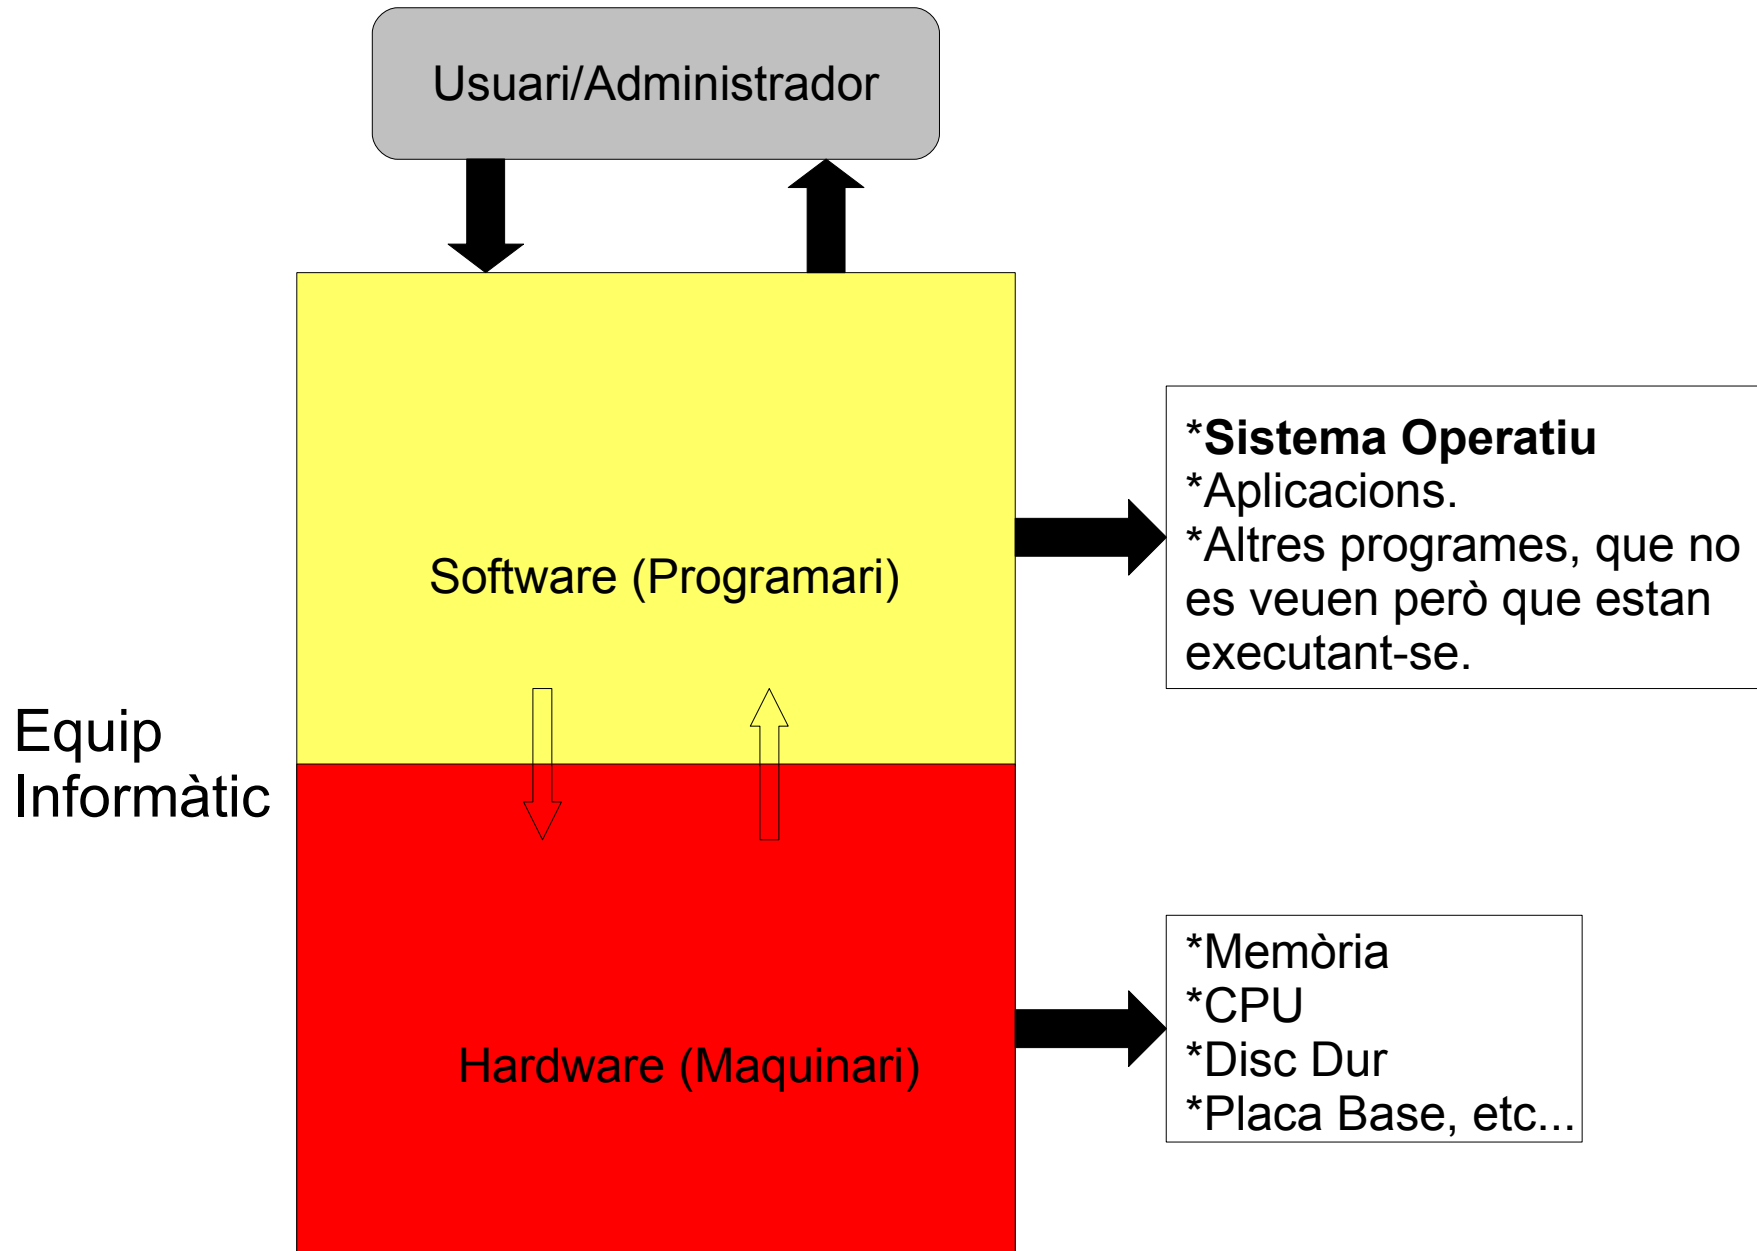 Usuari/Administrador
Software (Programari)
*Sistema Operatiu
*Aplicacions.
*Altres programes, que no
es veuen però que estan
executant-se.
Equip
Informàtic
Hardware (Maquinari)
*Memòria
*CPU
*Disc Dur
*Placa Base, etc...